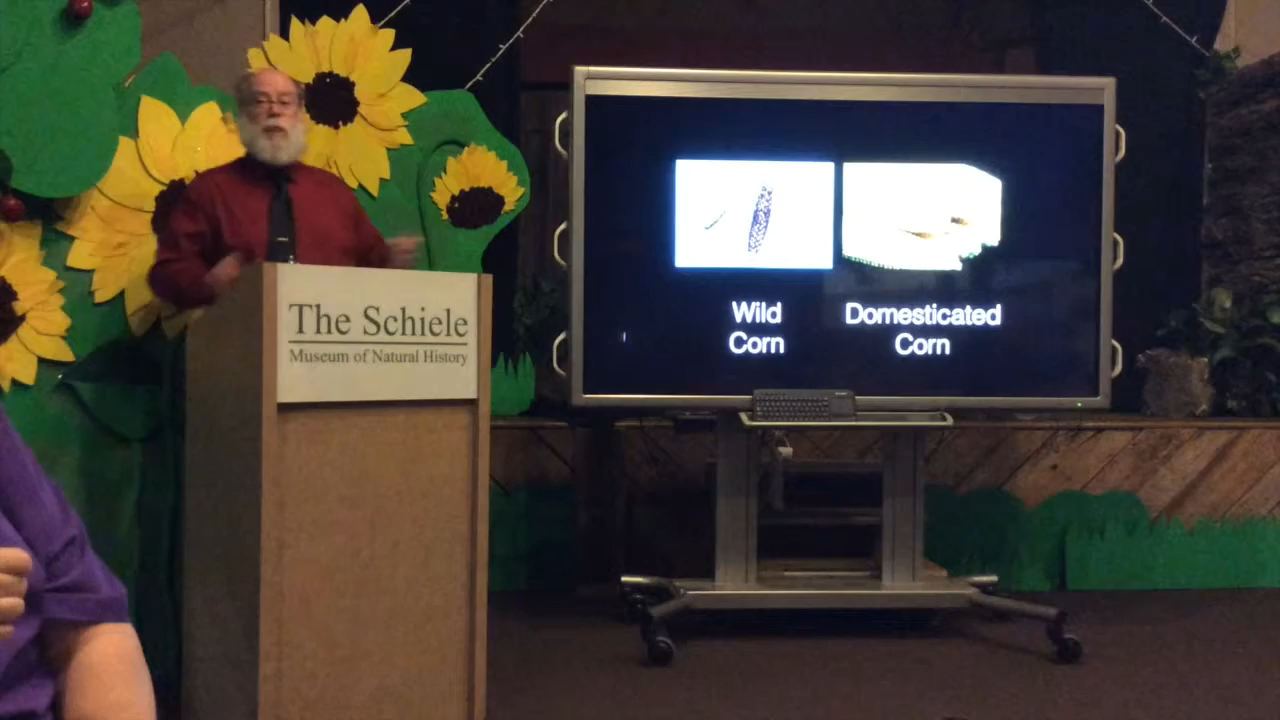 The Schiele
Museum of Natural History
Wild
Corn
Domesticated
Corn